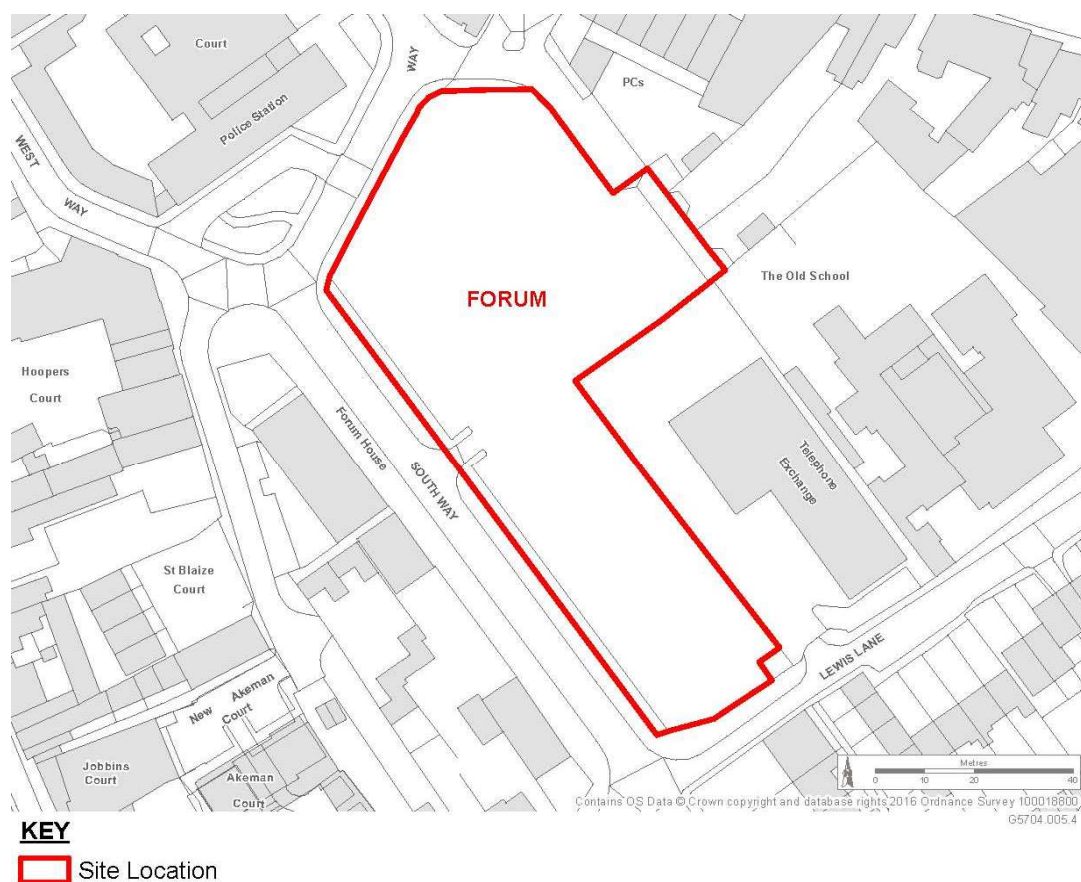 Court
Police Station
WAY
PCs
WEST
WAY
FORUM
The Old School
Hoopers
Court
Forum House
SOUTH WAY
Telephone
Exchange
St Blaize
Court
LEWIS LANE
New Akeman
Court
Jobbins
Court
Akeman
Court
Metres
0 10 20 40
Contains OS Data © Crown copyright and database rights 2016 Ordnance Survey 100018800
G5704.005.4
KEY
Site Location